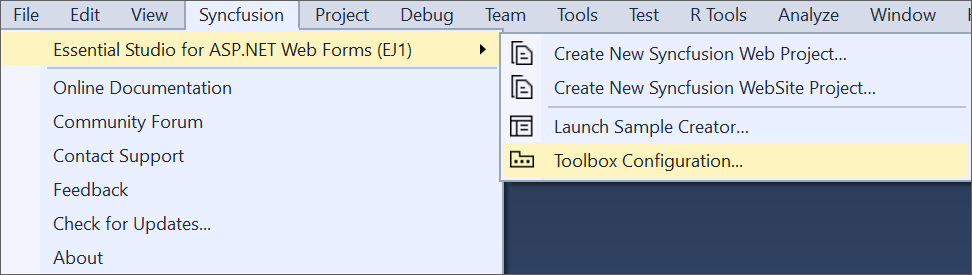 File Edit View Syncfusion Project Debug Team Tools Test R Tools Analyze Window
Essential Studio for ASP.NET Web Forms (EJ1)
Online Documentation
Community Forum
Contact Support
Feedback
Check for Updates...
About
Create New Syncfusion Web Project...
Create New Syncfusion WebSite Project...
Launch Sample Creator...
Toolbox Configuration...